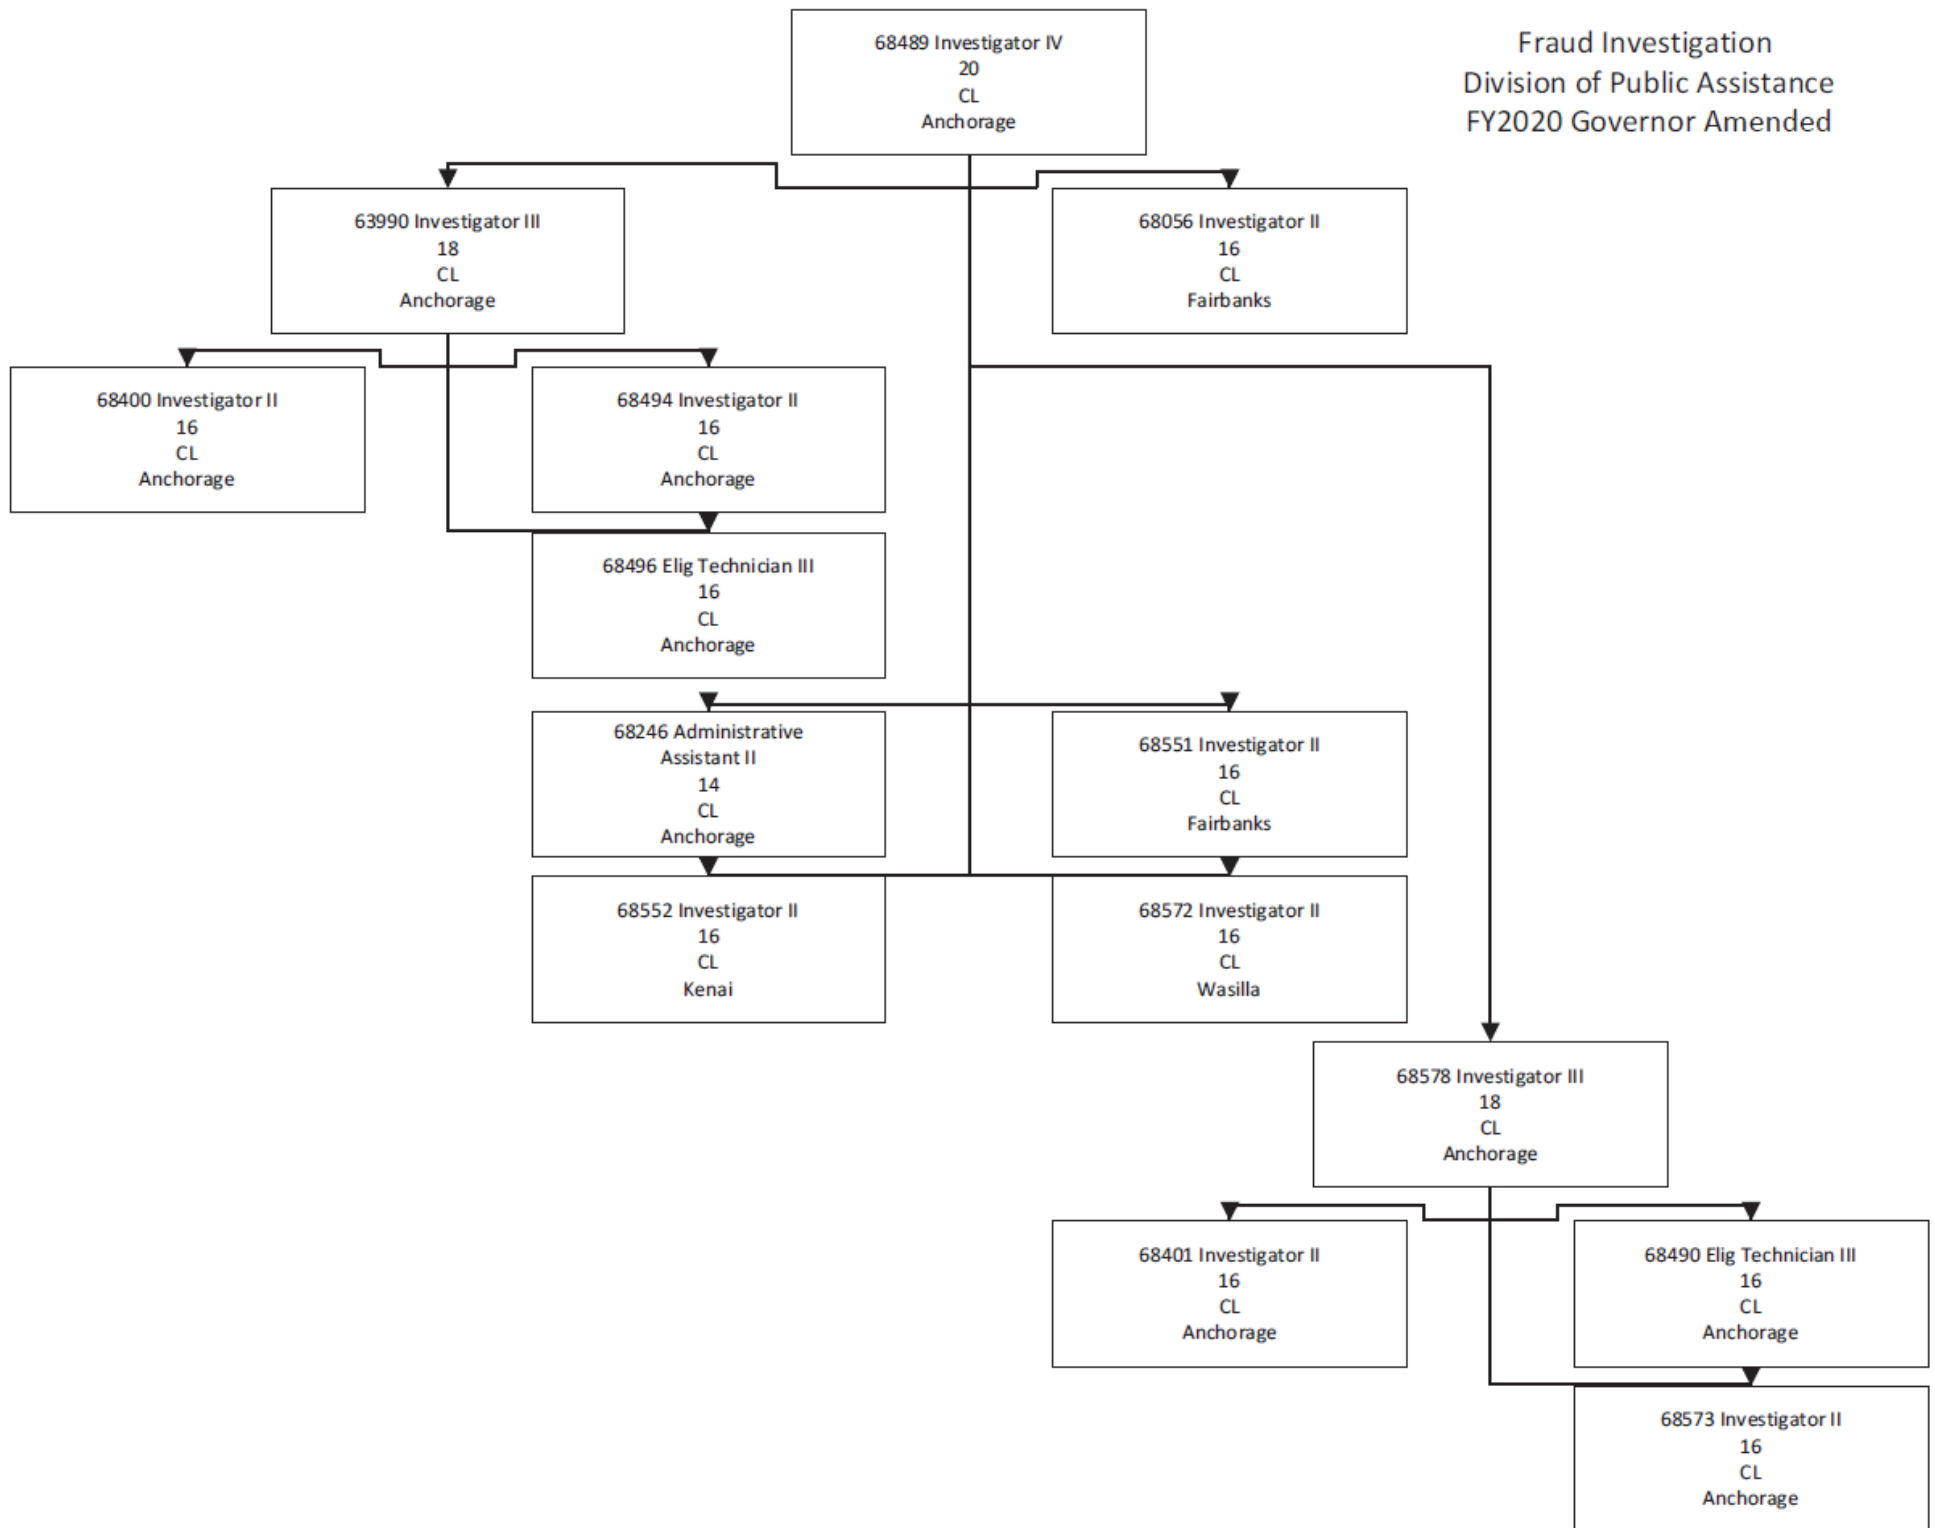 68489 Investigator IV
20
CL
Anchorage
Fraud Investigation
Division of Public Assistance
FY2020 Governor Amended
63990 Investigator III
18
CL
Anchorage
68056 Investigator II
16
CL
Fairbanks
68400 Investigator II
16
CL
Anchorage
68494 Investigator II
16
CL
Anchorage
68496 Elig Technician III
16
CL
Anchorage
68246 Administrative
Assistant II
14
CL
Anchorage
68551 Investigator II
16
CL
Fairbanks
68552 Investigator II
16
CL
Kenai
68572 Investigator II
16
CL
Wasilla
68578 Investigator III
18
CL
Anchorage
68401 Investigator II
16
CL
Anchorage
68490 Elig Technician III
16
CL
Anchorage
68573 Investigator II
16
CL
Anchorage